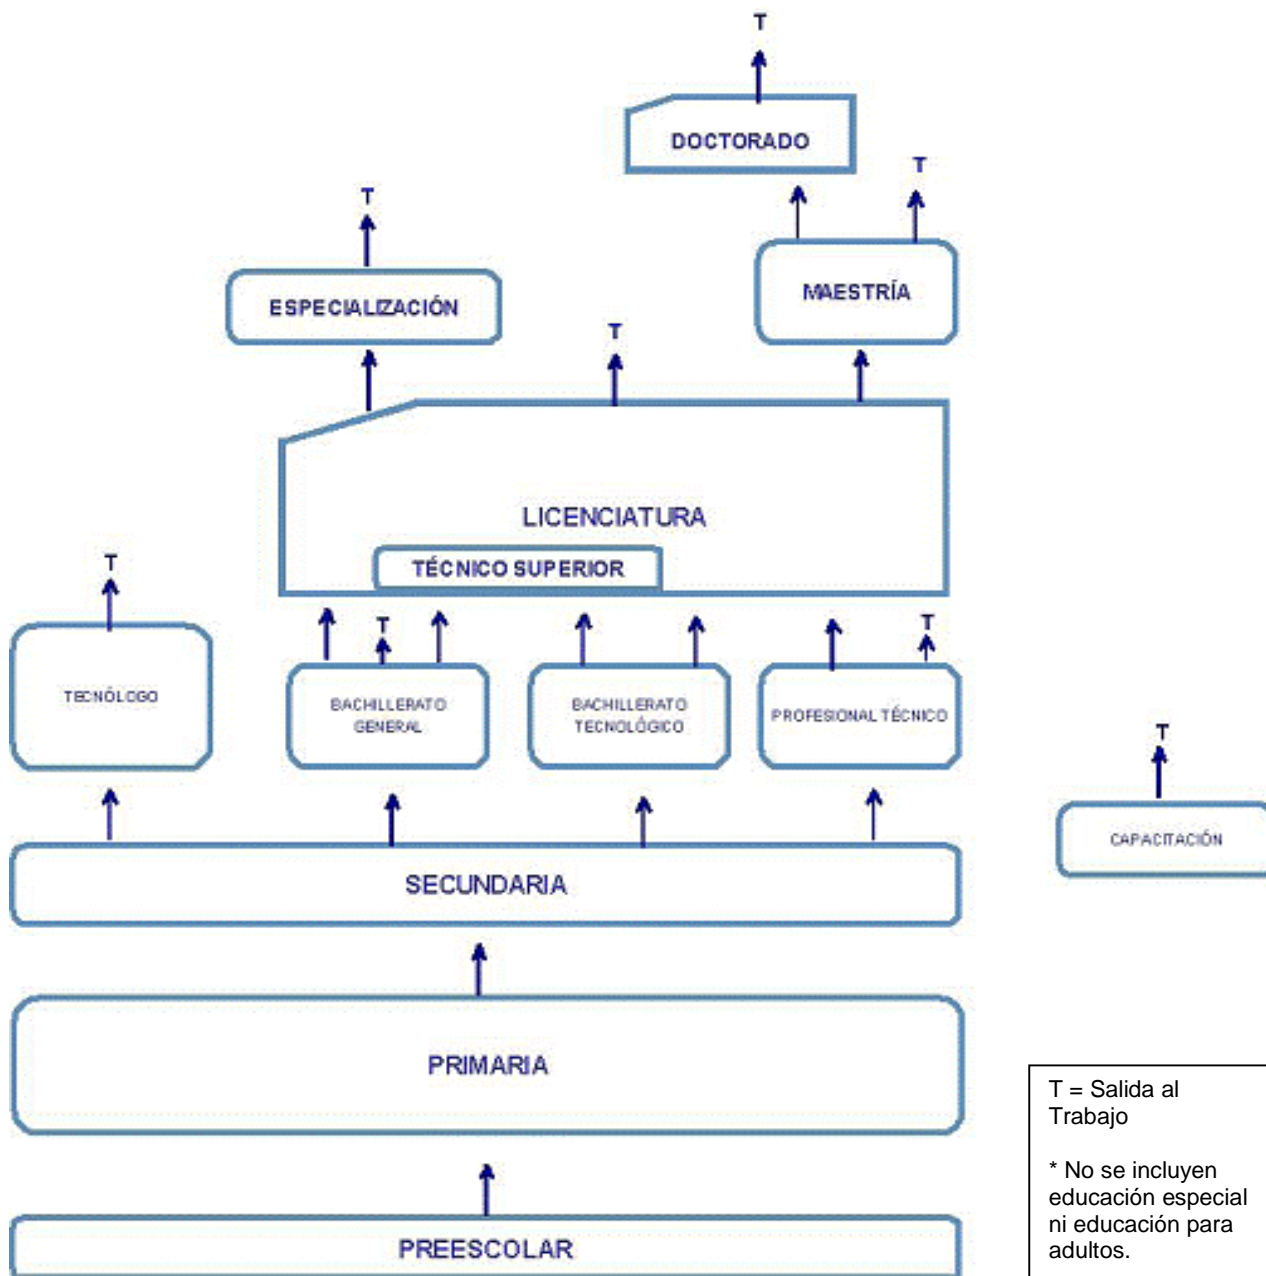 T
DOCTORADO
T
T
ESPECIALIZACIÓN
MAESTRÍA
T
LICENCIATURA
TÉCNICO SUPERIOR
T
T
T
TECNÓLOGO
BACHILLERATO
GENERAL
BACHILLERATO
TECNOLÓGICO
PROFESIONAL TÉCNICO
T
CAPACITACIÓN
SECUNDARIA
PRIMARIA
T = Salida al
Trabajo
* No se incluyen
educación especial
ni educación para
adultos.
PREESCOLAR